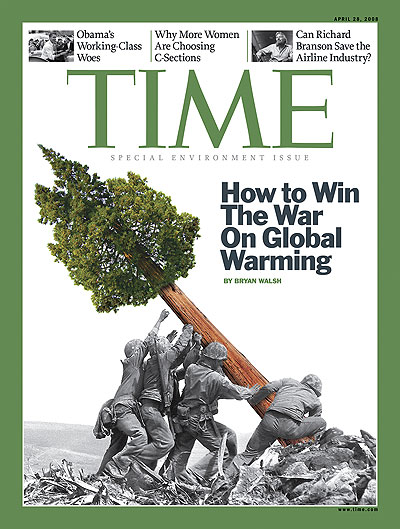 APRIL 28, 2008
Obama's
Working-Class
Woes
Why More Women
Are Choosing
C-Sections
Can Richard
Branson Save the
Airline Industry?
TIME
SPECIAL ENVIRONMENT ISSUE
How to Win
The War
On Global
Warming
BY BRYAN WALSH
www.time.com